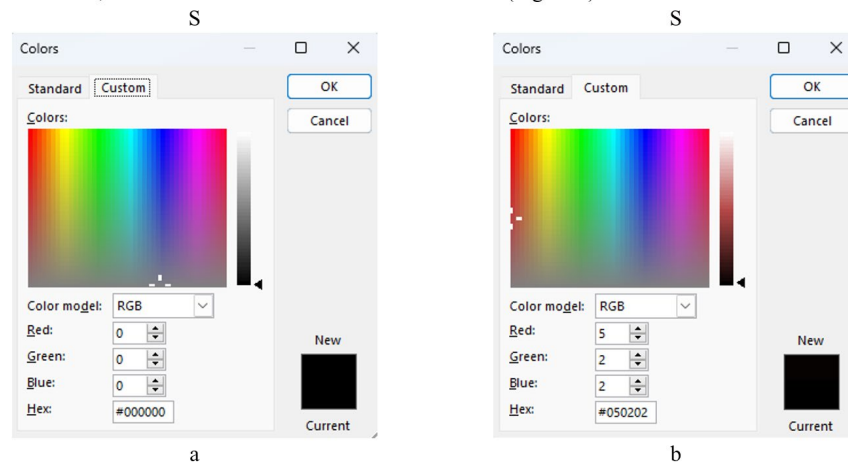 S
Colors
Standard
Custom
OK
Colors:
Cancel
Color model:
RGB
Red:
0
Green:
0
New
Blue:
0
Hex:
#000000
Current
a
S
Colors
Standard
Custom
OK
Colors:
Cancel
Color model:
RGB
Red:
5
Green:
2
New
Blue:
2
Hex:
#050202
Current
b